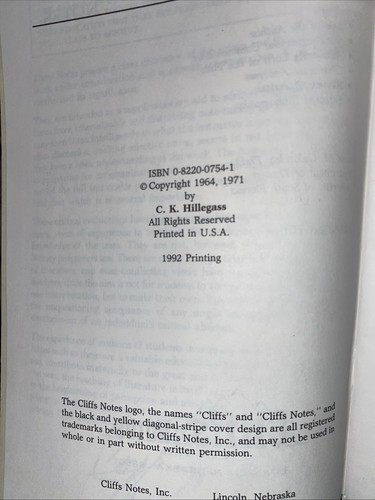 ISBN 0-8220-0754-1
© Copyright 1964, 1971
by
C. K. Hillegass
All Rights Reserved
Printed in U.S.A.
1992 Printing
The Cliffs Notes logo, the names "Cliffs" and "Cliffs Notes," and
the black and yellow diagonal-stripe cover design are all registered
trademarks belonging to Cliffs Notes, Inc., and may not be used in
whole or in part without written permission.
Cliffs Notes, Inc. Lincoln, Nebraska